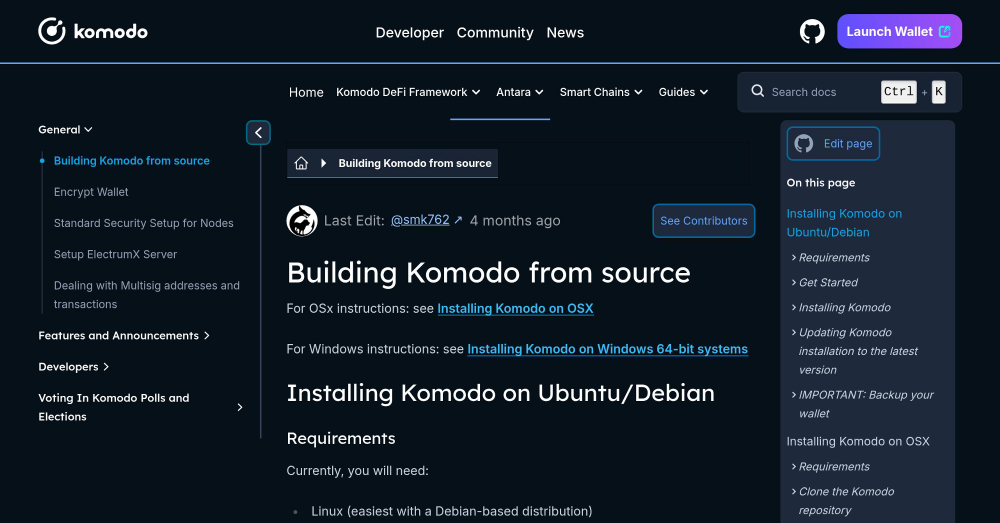 komodo
Developer Community News
Launch Wallet
Home Komodo DeFi Framework Antara Smart Chains Guides
Search docs Ctrl + K
General
Building Komodo from source
Encrypt Wallet
Standard Security Setup for Nodes
Setup ElectrumX Server
Dealing with Multisig addresses and
transactions
Features and Announcements
Developers
Voting In Komodo Polls and
Elections
Building Komodo from source
Last Edit: @smk762 ↗ 4 months ago
See Contributors
Building Komodo from source
For OSx instructions: see Installing Komodo on OSX
For Windows instructions: see Installing Komodo on Windows 64-bit systems
Installing Komodo on Ubuntu/Debian
Requirements
Currently, you will need:
• Linux (easiest with a Debian-based distribution)
Edit page
On this page
Installing Komodo on
Ubuntu/Debian
Requirements
Get Started
Installing Komodo
Updating Komodo
installation to the latest
version
IMPORTANT: Backup your
wallet
Installing Komodo on OSX
Requirements
Clone the Komodo
repository